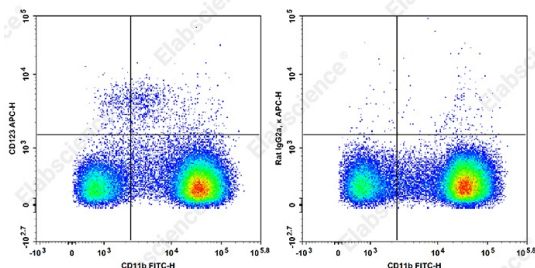 10^5
10^5
10^4
10^4
CD123 APC-H
Rat IgG2a, κ APC-H
10^3
10^3
0
0
-10^2.7
-10^2.7
-10^3 0 10^3 10^4 10^5 10^5.8
-10^3 0 10^3 10^4 10^5 10^5.8
CD11b FITC-H
CD11b FITC-H
Elabscience®
Elabscience®